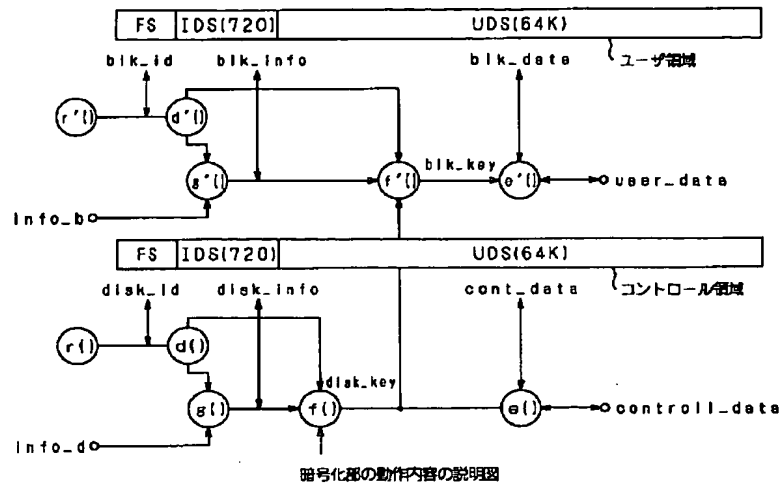 FS IDS(720) UDS(64K)
blk_id blk_info blk_data ユーザ領域
r'() d'()
g'() f'() blk_key e'() user_data
info_b
FS IDS(720) UDS(64K)
disk_id disk_info cont_data コントロール領域
r() d()
disk_key
g() f() e() controll_data
info_d
暗号化部の動作内容の説明図